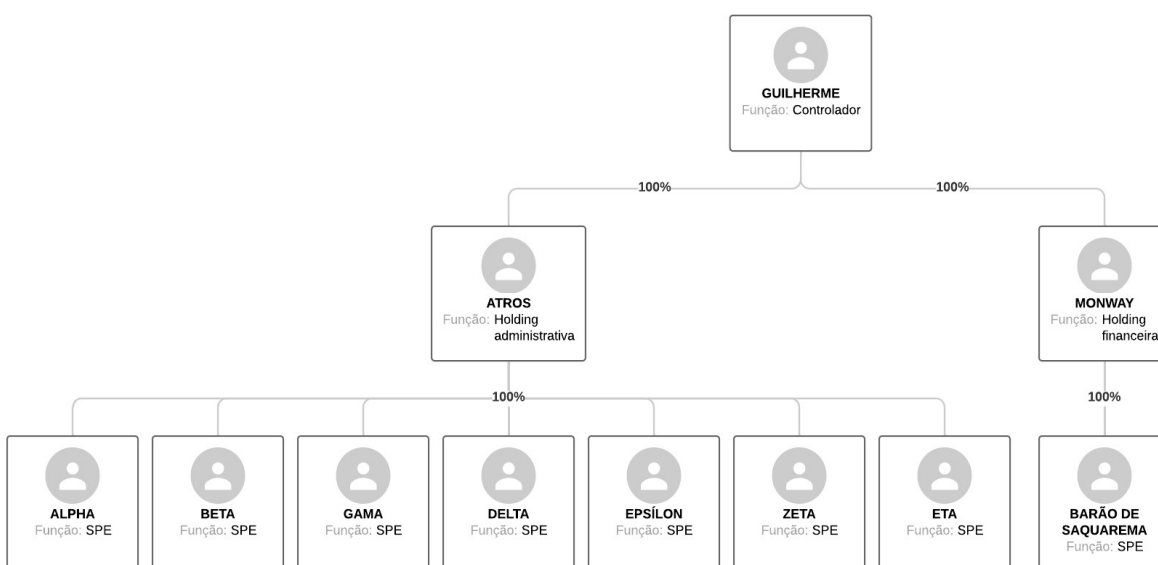 GUILHERME
Função: Controlador
100%
100%
ATROS
Função: Holding
administrativa
MONWAY
Função: Holding
financeira
100%
100%
ALPHA
Função: SPE
BETA
Função: SPE
GAMA
Função: SPE
DELTA
Função: SPE
EPSÍLON
Função: SPE
ZETA
Função: SPE
ETA
Função: SPE
BARÃO DE
SAQUAREMA
Função: SPE